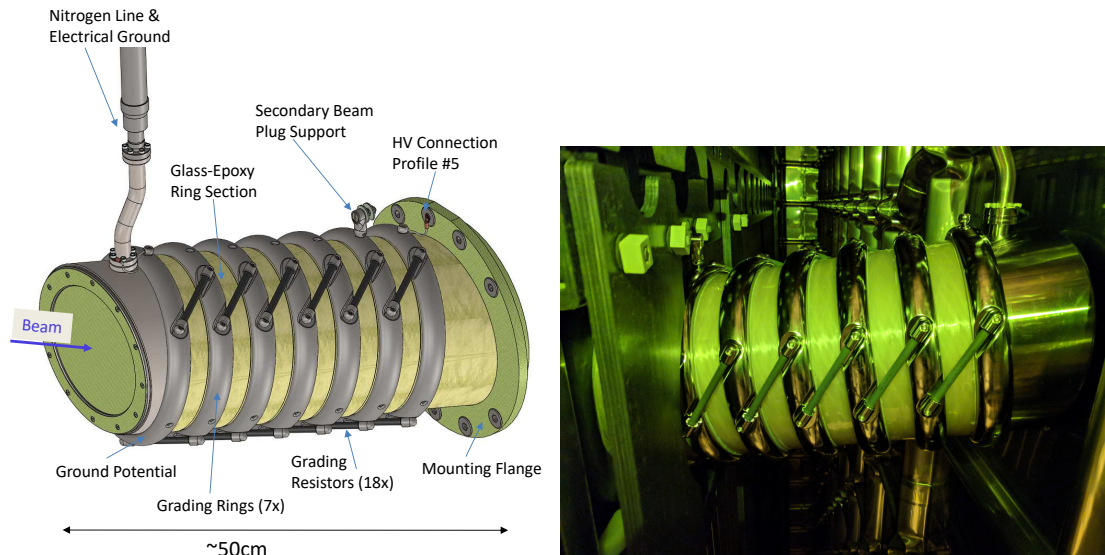 Nitrogen Line &
Electrical Ground
Secondary Beam
Plug Support
HV Connection
Profile #5
Glass-Epoxy
Ring Section
Beam
Ground Potential
Grading Rings (7x)
Grading
Resistors (18x)
Mounting Flange
~50cm